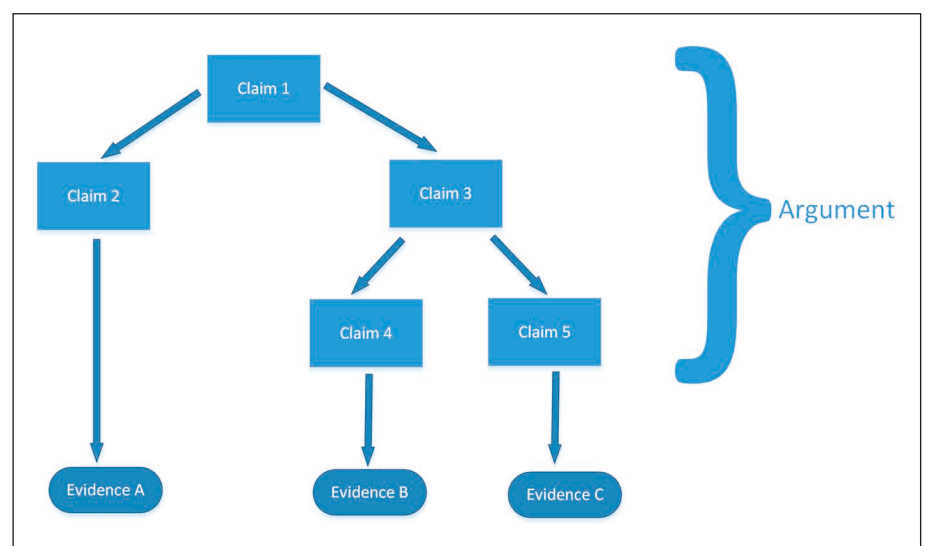 Claim 1
Claim 2
Claim 3
Argument
Claim 4
Claim 5
Evidence A
Evidence B
Evidence C